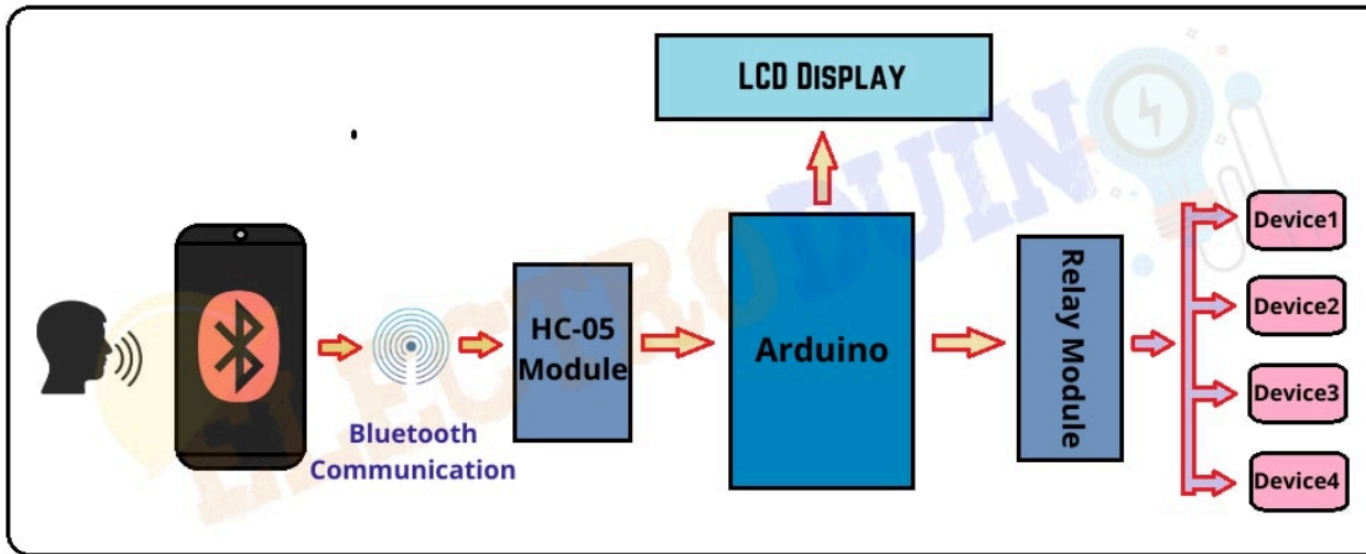 LCD DISPLAY
ELECTRODUINO
Bluetooth
Communication
HC-05
Module
Arduino
Relay Module
Device1
Device2
Device3
Device4